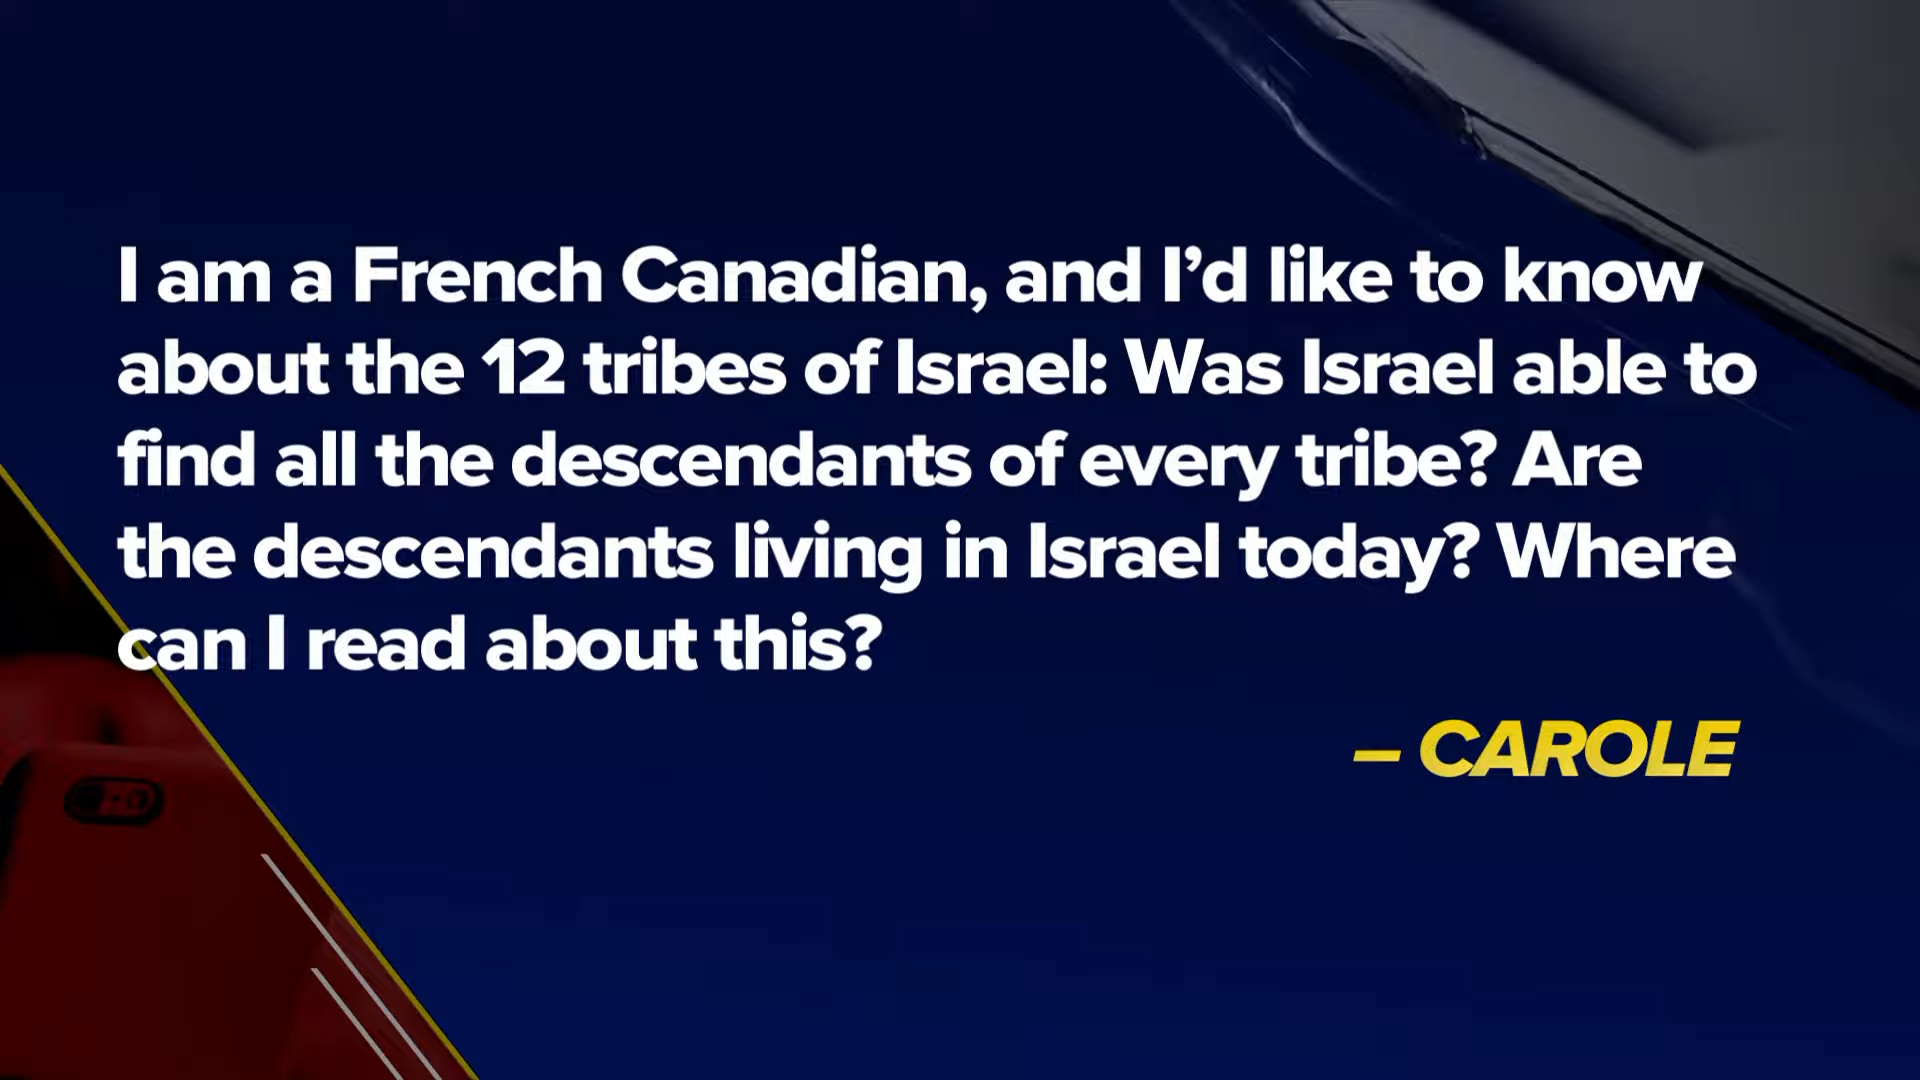 I am a French Canadian, and I’d like to know
about the 12 tribes of Israel: Was Israel able to
find all the descendants of every tribe? Are
the descendants living in Israel today? Where
can I read about this?
– CAROLE